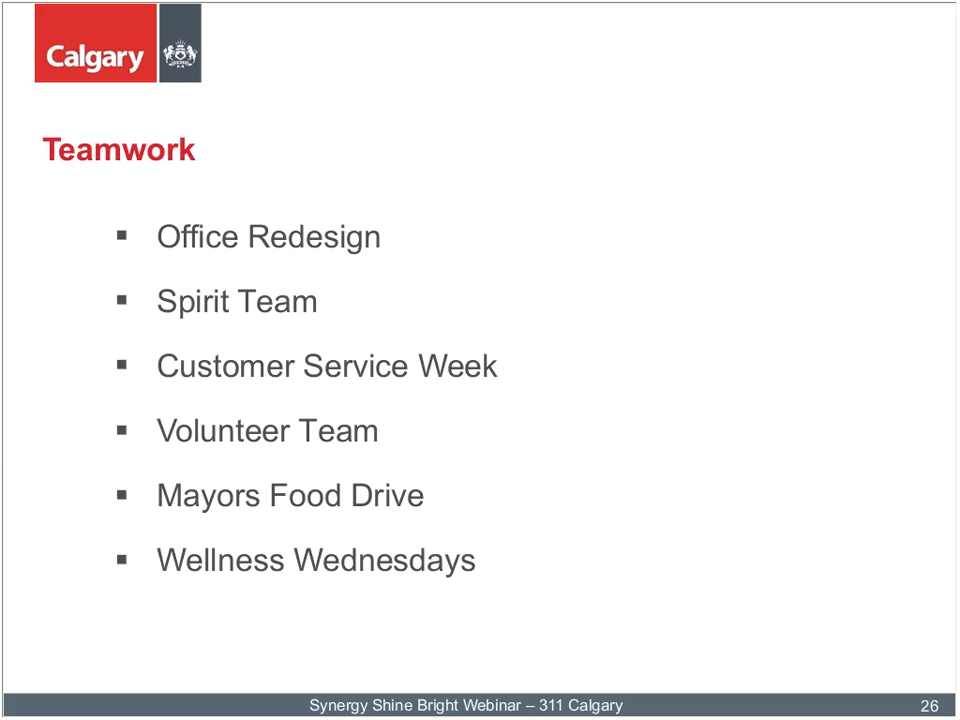 Calgary
Teamwork
▪ Office Redesign
▪ Spirit Team
▪ Customer Service Week
▪ Volunteer Team
▪ Mayors Food Drive
▪ Wellness Wednesdays
Synergy Shine Bright Webinar – 311 Calgary
26